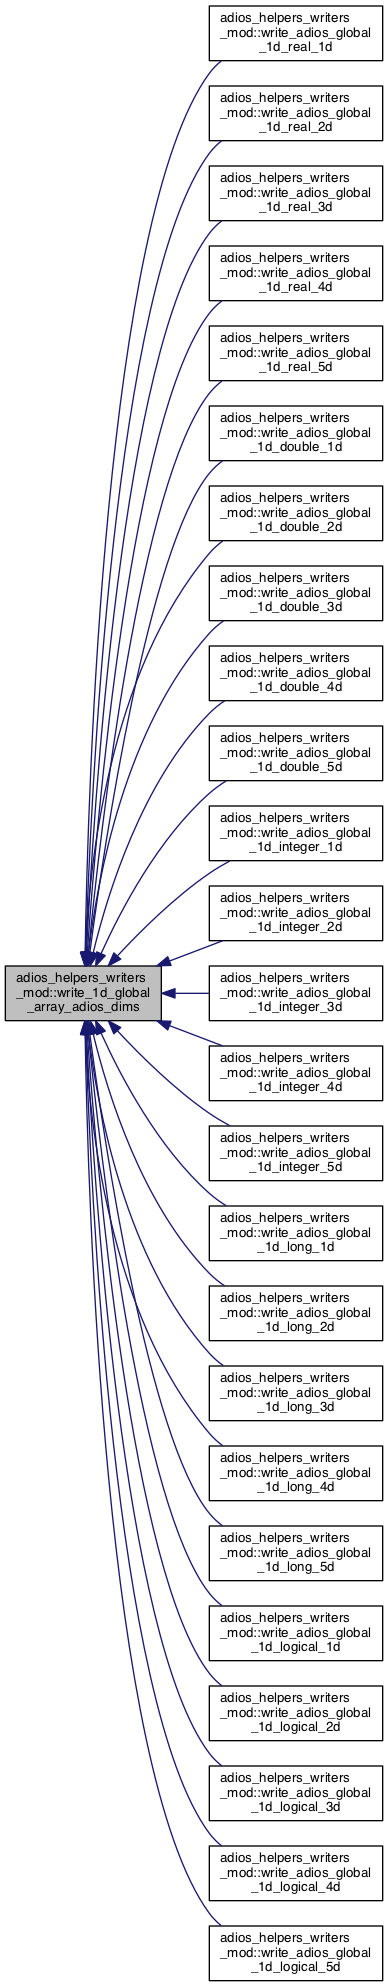 adios_helpers_writers
_mod::write_adios_global
_1d_real_1d
adios_helpers_writers
_mod::write_adios_global
_1d_real_2d
adios_helpers_writers
_mod::write_adios_global
_1d_real_3d
adios_helpers_writers
_mod::write_adios_global
_1d_real_4d
adios_helpers_writers
_mod::write_adios_global
_1d_real_5d
adios_helpers_writers
_mod::write_adios_global
_1d_double_1d
adios_helpers_writers
_mod::write_adios_global
_1d_double_2d
adios_helpers_writers
_mod::write_adios_global
_1d_double_3d
adios_helpers_writers
_mod::write_adios_global
_1d_double_4d
adios_helpers_writers
_mod::write_adios_global
_1d_double_5d
adios_helpers_writers
_mod::write_adios_global
_1d_integer_1d
adios_helpers_writers
_mod::write_adios_global
_1d_integer_2d
adios_helpers_writers
_mod::write_1d_global
_array_adios_dims
adios_helpers_writers
_mod::write_adios_global
_1d_integer_3d
adios_helpers_writers
_mod::write_adios_global
_1d_integer_4d
adios_helpers_writers
_mod::write_adios_global
_1d_integer_5d
adios_helpers_writers
_mod::write_adios_global
_1d_long_1d
adios_helpers_writers
_mod::write_adios_global
_1d_long_2d
adios_helpers_writers
_mod::write_adios_global
_1d_long_3d
adios_helpers_writers
_mod::write_adios_global
_1d_long_4d
adios_helpers_writers
_mod::write_adios_global
_1d_long_5d
adios_helpers_writers
_mod::write_adios_global
_1d_logical_1d
adios_helpers_writers
_mod::write_adios_global
_1d_logical_2d
adios_helpers_writers
_mod::write_adios_global
_1d_logical_3d
adios_helpers_writers
_mod::write_adios_global
_1d_logical_4d
adios_helpers_writers
_mod::write_adios_global
_1d_logical_5d